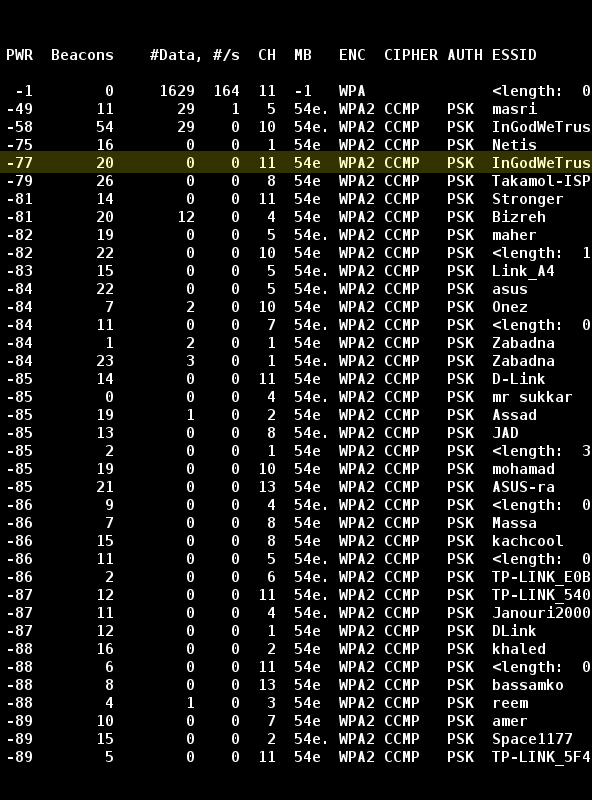 PWR Beacons #Data, #/s CH MB ENC CIPHER AUTH ESSID
-1 0 1629 164 11 -1 WPA <length: 0
-49 11 29 1 5 54e. WPA2 CCMP PSK masri
-58 54 29 0 10 54e. WPA2 CCMP PSK InGodWeTrus
-75 16 0 0 1 54e WPA2 CCMP PSK Netis
-77 20 0 0 11 54e WPA2 CCMP PSK InGodWeTrus
-79 26 0 0 8 54e WPA2 CCMP PSK Takamol-ISP
-81 14 0 0 11 54e WPA2 CCMP PSK Stronger
-81 20 12 0 4 54e WPA2 CCMP PSK Bizreh
-82 19 0 0 5 54e. WPA2 CCMP PSK maher
-82 22 0 0 10 54e WPA2 CCMP PSK <length: 1
-83 15 0 0 5 54e. WPA2 CCMP PSK Link_A4
-84 22 0 0 5 54e. WPA2 CCMP PSK asus
-84 7 2 0 10 54e WPA2 CCMP PSK Onez
-84 11 0 0 7 54e. WPA2 CCMP PSK <length: 0
-84 1 2 0 1 54e WPA2 CCMP PSK Zabadna
-84 23 3 0 1 54e. WPA2 CCMP PSK Zabadna
-85 14 0 0 11 54e WPA2 CCMP PSK D-Link
-85 0 0 0 4 54e. WPA2 CCMP PSK mr sukkar
-85 19 1 0 2 54e WPA2 CCMP PSK Assad
-85 13 0 0 8 54e. WPA2 CCMP PSK JAD
-85 2 0 0 1 54e WPA2 CCMP PSK <length: 3
-85 19 0 0 10 54e WPA2 CCMP PSK mohamad
-85 21 0 0 13 54e WPA2 CCMP PSK ASUS-ra
-86 9 0 0 4 54e. WPA2 CCMP PSK <length: 0
-86 7 0 0 8 54e WPA2 CCMP PSK Massa
-86 15 0 0 8 54e WPA2 CCMP PSK kachcool
-86 11 0 0 5 54e. WPA2 CCMP PSK <length: 0
-86 2 0 0 6 54e. WPA2 CCMP PSK TP-LINK_E0B
-87 12 0 0 11 54e. WPA2 CCMP PSK TP-LINK_540
-87 11 0 0 4 54e. WPA2 CCMP PSK Janouri2000
-87 12 0 0 1 54e WPA2 CCMP PSK DLink
-88 16 0 0 2 54e WPA2 CCMP PSK khaled
-88 6 0 0 11 54e WPA2 CCMP PSK <length: 0
-88 8 0 0 13 54e WPA2 CCMP PSK bassamko
-88 4 1 0 3 54e WPA2 CCMP PSK reem
-89 10 0 0 7 54e WPA2 CCMP PSK amer
-89 15 0 0 2 54e. WPA2 CCMP PSK Space1177
-89 5 0 0 11 54e WPA2 CCMP PSK TP-LINK_5F4